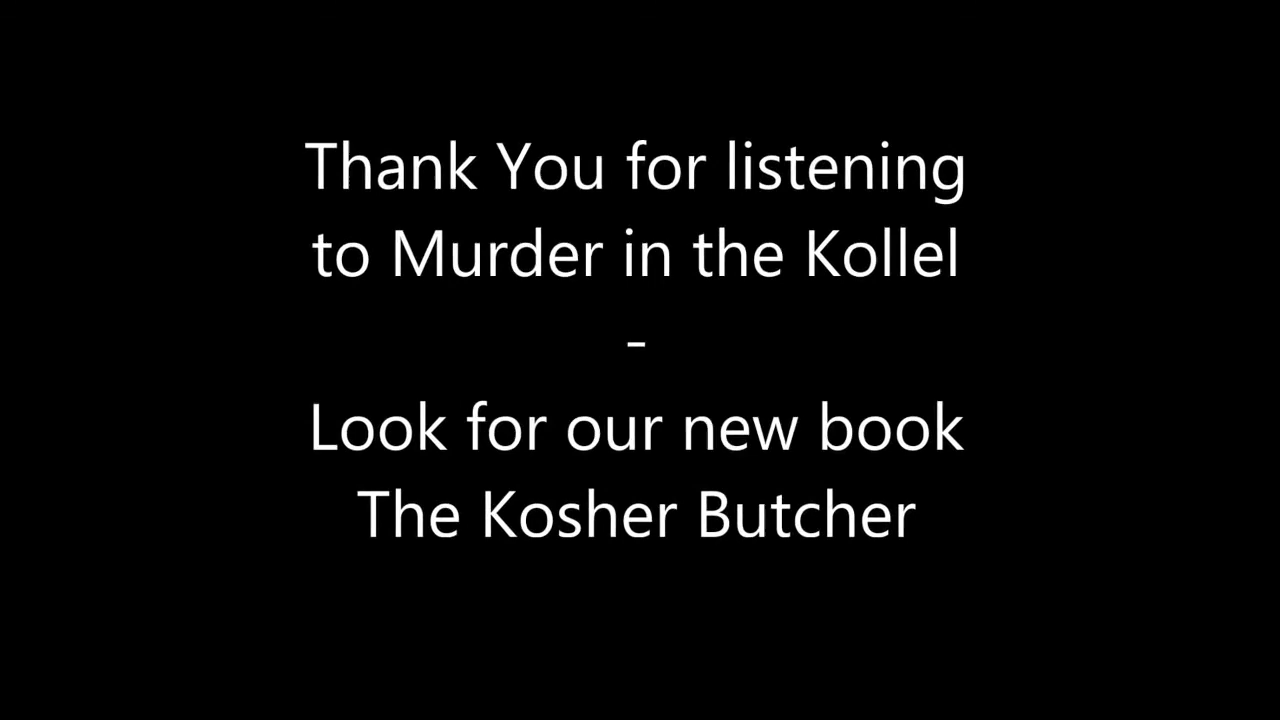 Thank You for listening
to Murder in the Kollel
-
Look for our new book
The Kosher Butcher